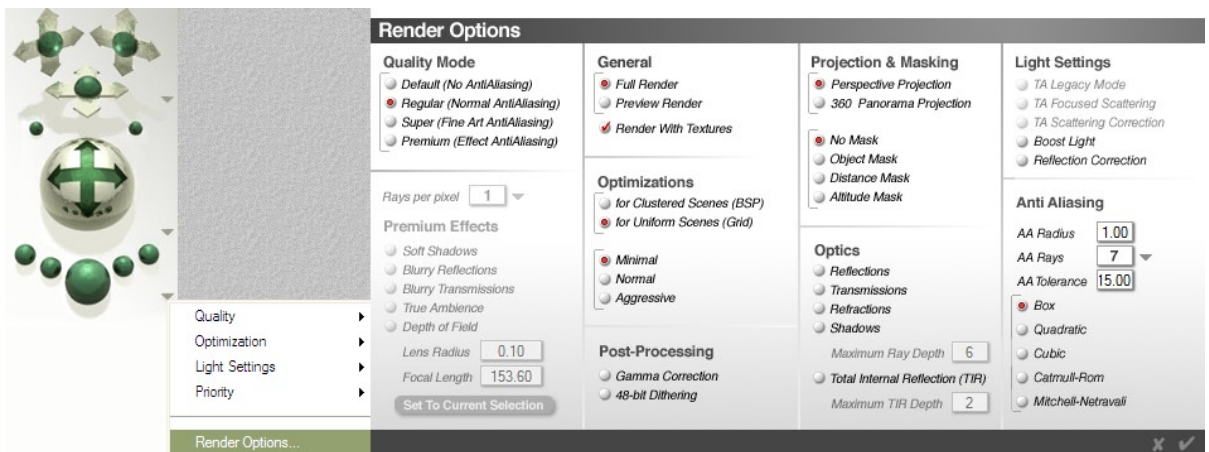 Quality
Optimization
Light Settings
Priority
Render Options...
Render Options
Quality Mode
Default (No AntiAliasing)
Regular (Normal AntiAliasing)
Super (Fine Art AntiAliasing)
Premium (Effect AntiAliasing)
Rays per pixel 1
Premium Effects
Soft Shadows
Blurry Reflections
Blurry Transmissions
True Ambience
Depth of Field
Lens Radius 0.10
Focal Length 153.60
Set To Current Selection
General
Full Render
Preview Render
Render With Textures
Optimizations
for Clustered Scenes (BSP)
for Uniform Scenes (Grid)
Minimal
Normal
Aggressive
Post-Processing
Gamma Correction
48-bit Dithering
Projection & Masking
Perspective Projection
360 Panorama Projection
No Mask
Object Mask
Distance Mask
Altitude Mask
Optics
Reflections
Transmissions
Refractions
Shadows
Maximum Ray Depth 6
Total Internal Reflection (TIR)
Maximum TIR Depth 2
Light Settings
TA Legacy Mode
TA Focused Scattering
TA Scattering Correction
Boost Light
Reflection Correction
Anti Aliasing
AA Radius 1.00
AA Rays 7
AA Tolerance 15.00
Box
Quadratic
Cubic
Catmull-Rom
Mitchell-Netravali